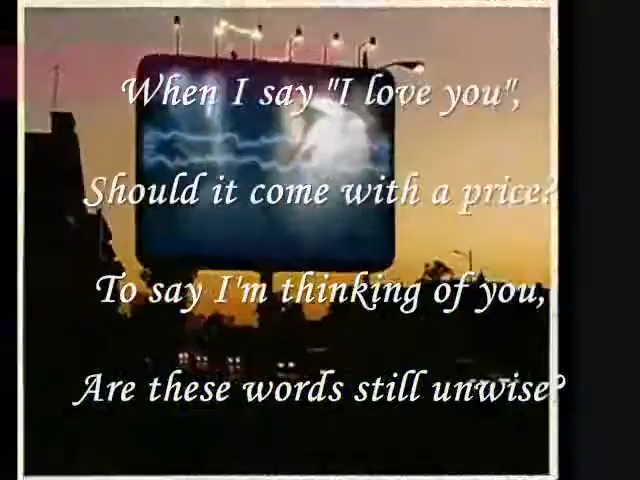 When I say "I love you",
Should it come with a price?
To say I'm thinking of you,
Are these words still unwise?